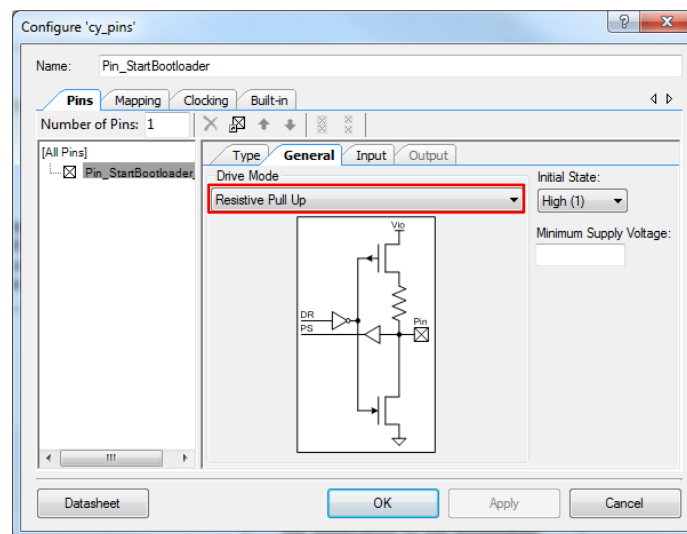 Configure 'cy_pins'
Name: Pin_StartBootloader
Pins Mapping Clocking Built-in
Number of Pins: 1
[All Pins]
Pin_StartBootloader_
Type General Input Output
Drive Mode
Resistive Pull Up
Initial State:
High (1)
Minimum Supply Voltage:
Vio
DR
PS
Pin
Datasheet OK Apply Cancel